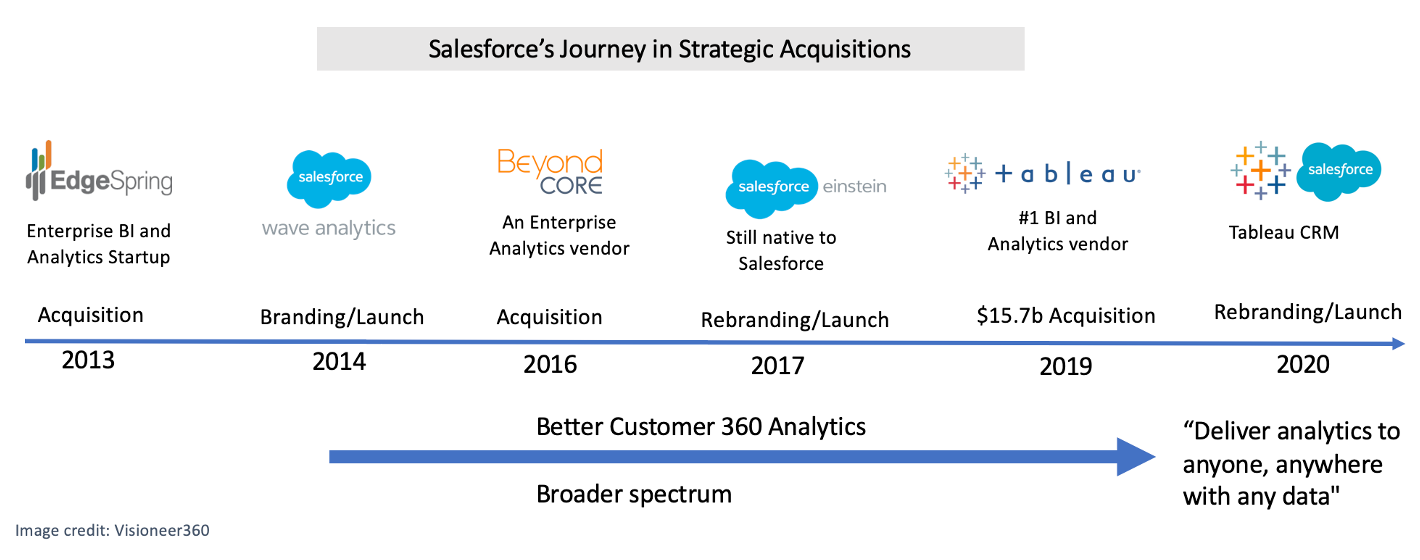 Salesforce's Journey in Strategic Acquisitions
EdgeSpring
Enterprise BI and
Analytics Startup
Acquisition
2013
salesforce
wave analytics
Branding/Launch
2014
Beyond
CORE
An Enterprise
Analytics vendor
Acquisition
2016
salesforce einstein
Still native to
Salesforce
Rebranding/Launch
2017
+ableau
#1 BI and
Analytics vendor
$15.7b Acquisition
2019
salesforce
Tableau CRM
Rebranding/Launch
2020
Better Customer 360 Analytics
Broader spectrum
“Deliver analytics to
anyone, anywhere
with any data"
Image credit: Visioneer360